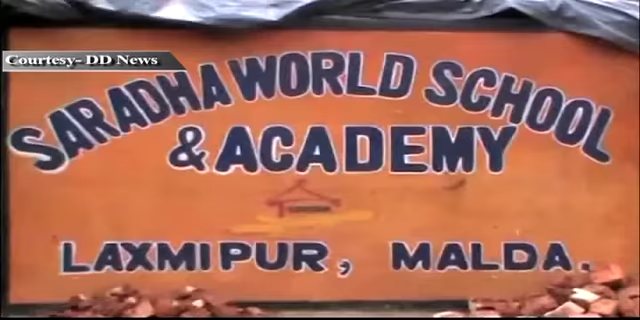 Courtesy- DD News
SARADHA WORLD SCHOOL
& ACADEMY
LAXMIPUR, MALDA.